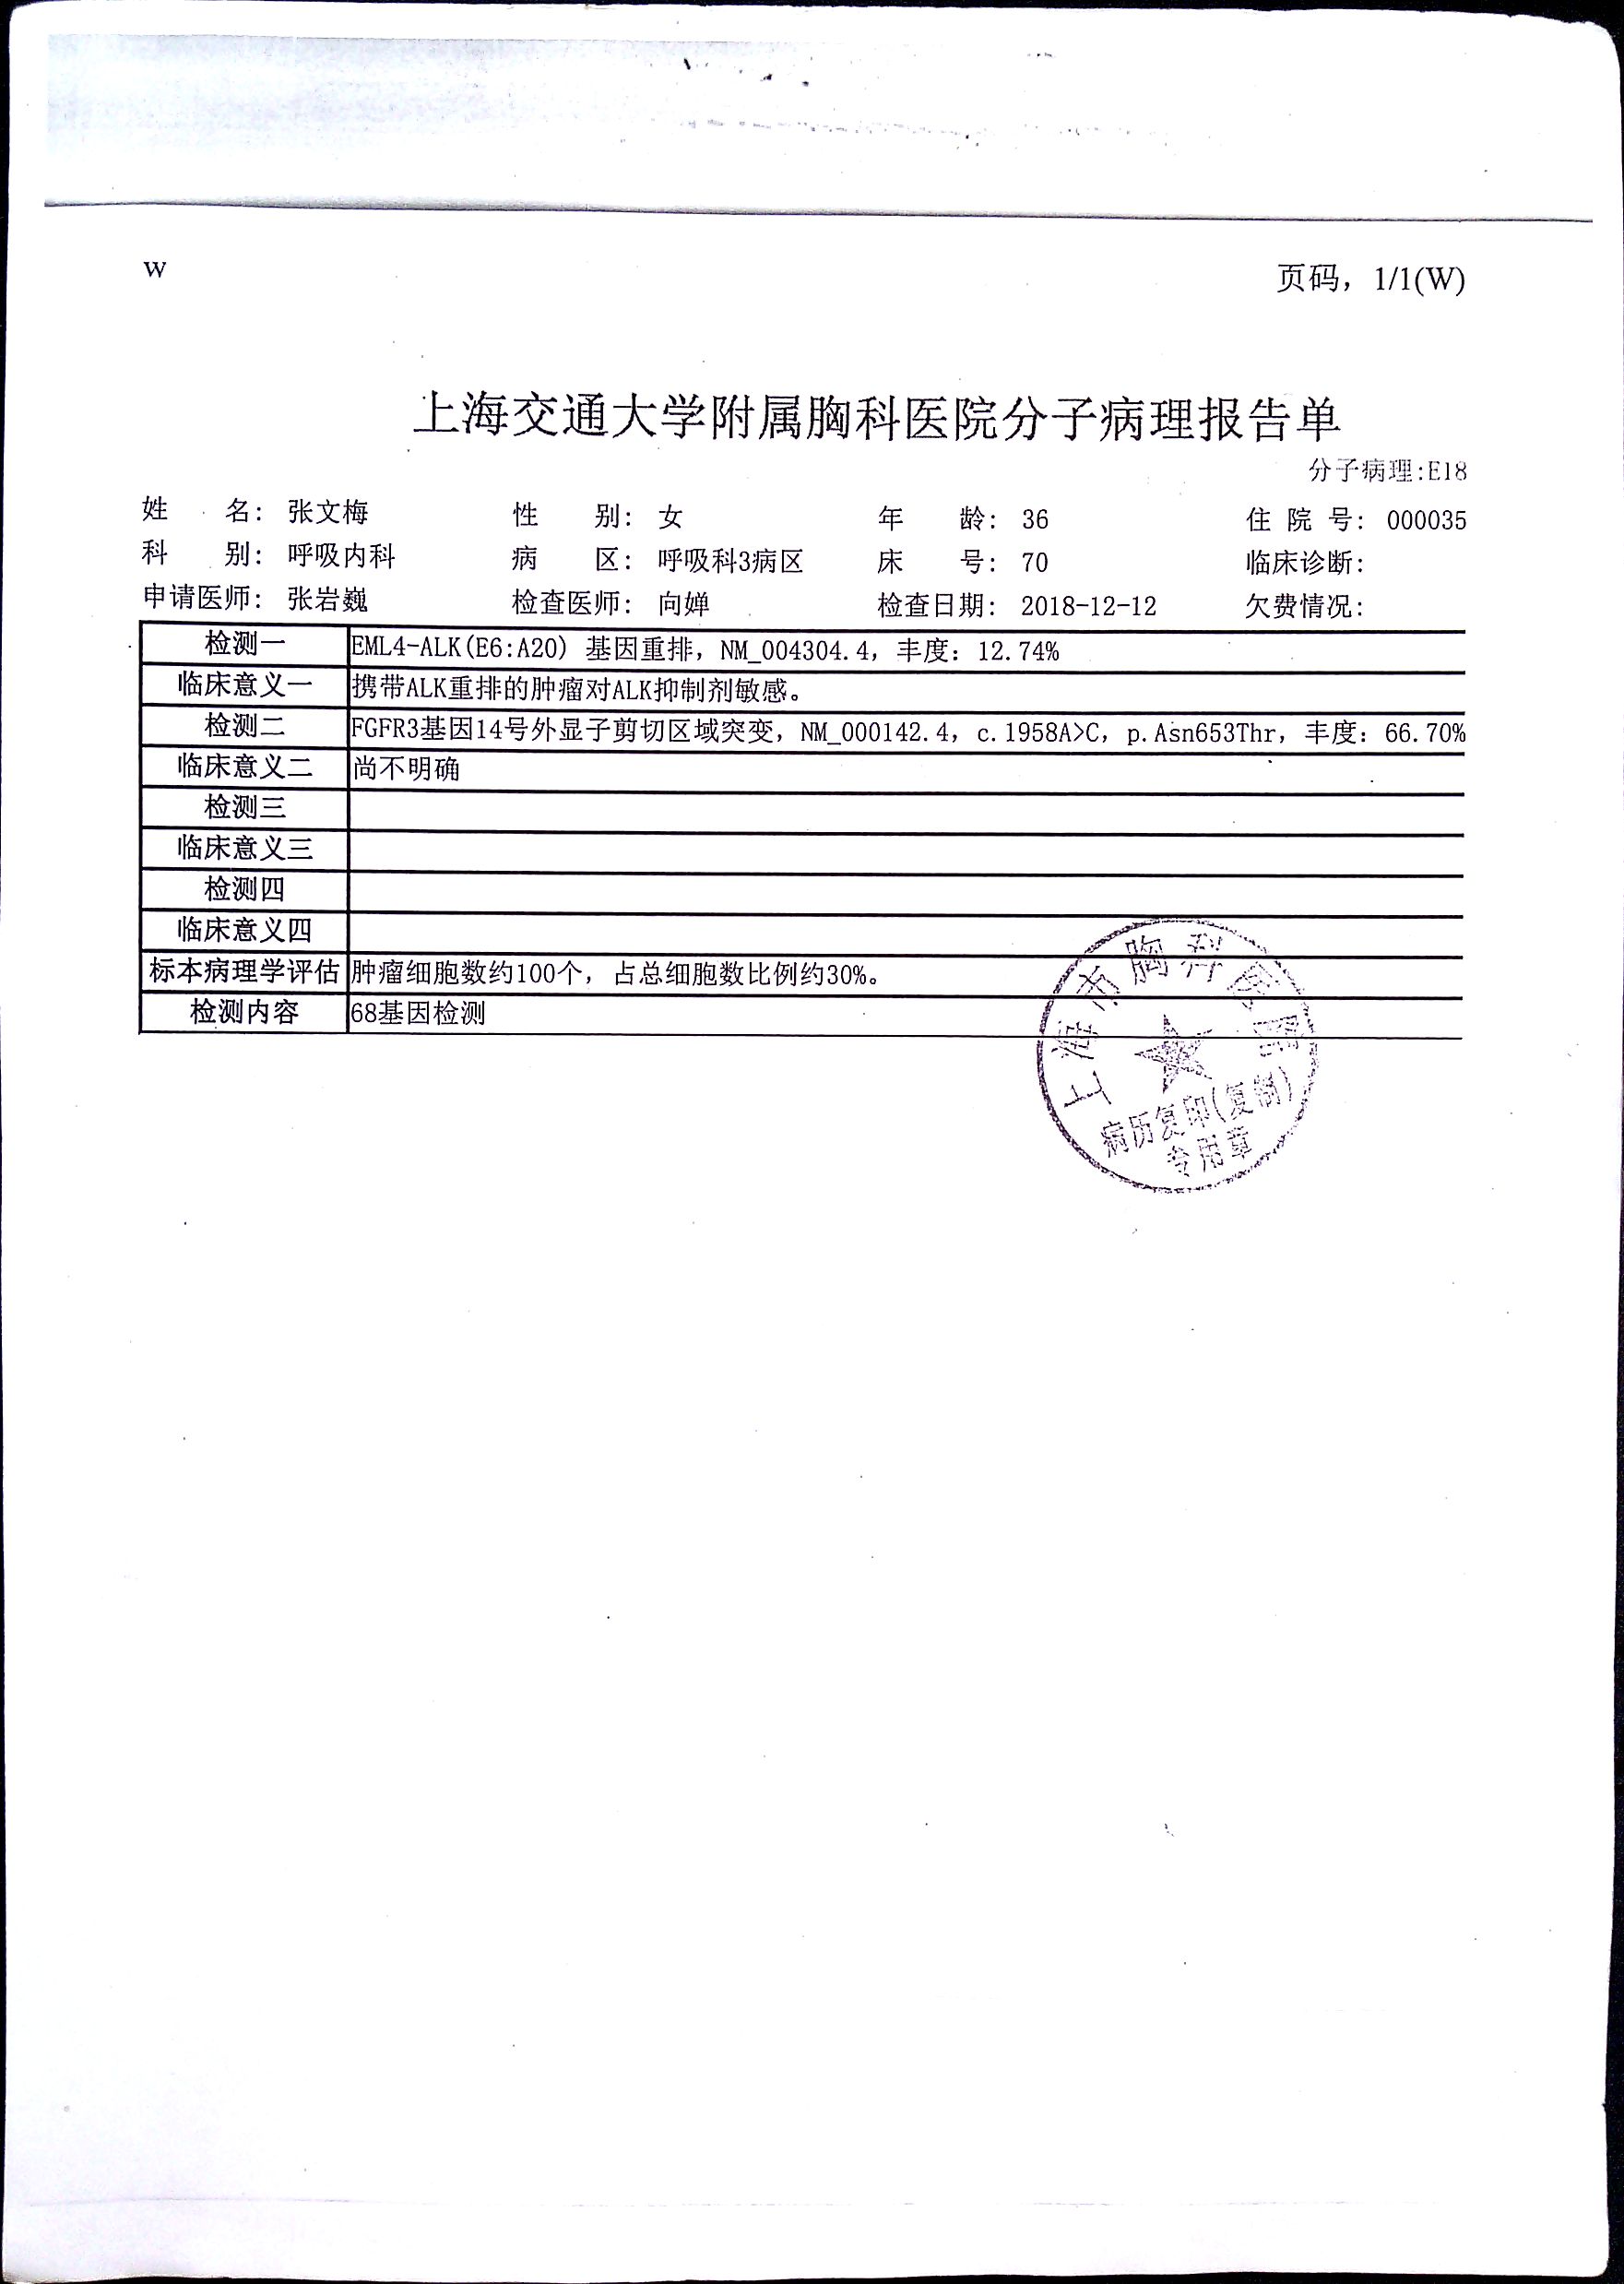 w
页码，1/1(W)
上海交通大学附属胸科医院分子病理报告单
分子病理:E18
姓 名: 张文梅 性 别: 女 年 龄: 36 住院号: 000035
科 别: 呼吸内科 病 区: 呼吸科3病区 床 号: 70 临床诊断:
申请医师: 张岩巍 检查医师: 向婵 检查日期: 2018-12-12 欠费情况:
检测一 EML4-ALK(E6:A20) 基因重排，NM_004304.4，丰度：12.74%
临床意义一 携带ALK重排的肿瘤对ALK抑制剂敏感。
检测二 FGFR3基因14号外显子剪切区域突变，NM_000142.4，c.1958A>C，p.Asn653Thr，丰度：66.70%
临床意义二 尚不明确
检测三
临床意义三
检测四
临床意义四
标本病理学评估 肿瘤细胞数约100个，占总细胞数比例约30%。
检测内容 68基因检测
上海市胸科医院
病历复印(复制)
专用章